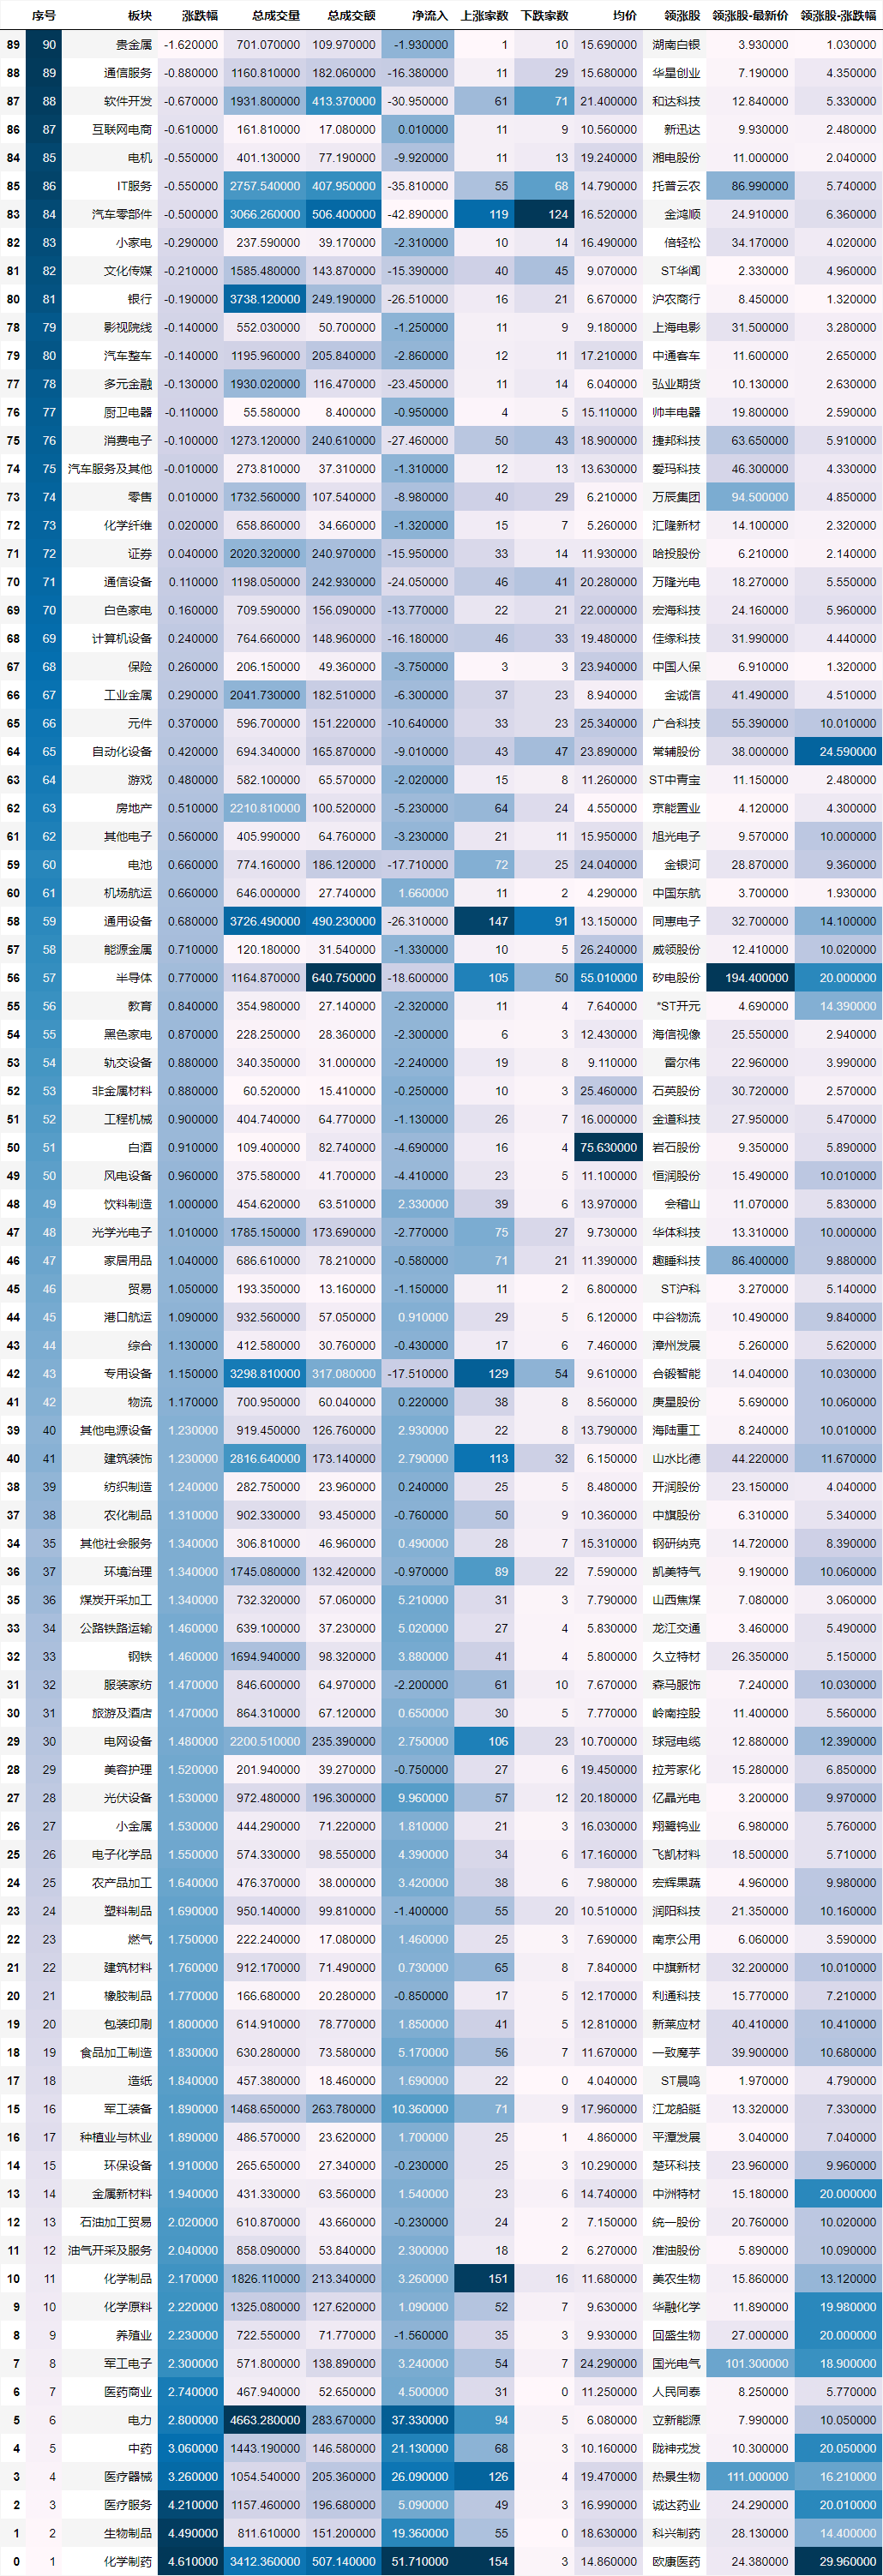 序号 板块 涨跌幅 总成交量 总成交额 净流入 上涨家数 下跌家数 均价 领涨股 领涨股-最新价 领涨股-涨跌幅
89 90 贵金属 -1.620000 701.070000 109.970000 -1.930000 1 10 15.690000 湖南白银 3.930000 1.030000
88 89 通信服务 -0.880000 1160.810000 182.060000 -16.380000 11 29 15.680000 华星创业 7.190000 4.350000
87 88 软件开发 -0.670000 1931.800000 413.370000 -30.950000 61 71 21.400000 和达科技 12.840000 5.330000
86 87 互联网电商 -0.610000 161.810000 17.080000 0.010000 11 9 10.560000 新迅达 9.930000 2.480000
84 85 电机 -0.550000 401.130000 77.190000 -9.920000 11 13 19.240000 湘电股份 11.000000 2.040000
85 86 IT服务 -0.550000 2757.540000 407.950000 -35.810000 55 68 14.790000 托普云农 86.990000 5.740000
83 84 汽车零部件 -0.500000 3066.260000 506.400000 -42.890000 119 124 16.520000 金鸿顺 24.910000 6.360000
82 83 小家电 -0.290000 237.590000 39.170000 -2.310000 10 14 16.490000 倍轻松 34.170000 4.020000
81 82 文化传媒 -0.210000 1585.480000 143.870000 -15.390000 40 45 9.070000 ST华闻 2.330000 4.960000
80 81 银行 -0.190000 3738.120000 249.190000 -26.510000 16 21 6.670000 沪农商行 8.450000 1.320000
78 79 影视院线 -0.140000 552.030000 50.700000 -1.250000 11 9 9.180000 上海电影 31.500000 3.280000
79 80 汽车整车 -0.140000 1195.960000 205.840000 -2.860000 12 11 17.210000 中通客车 11.600000 2.650000
77 78 多元金融 -0.130000 1930.020000 116.470000 -23.450000 11 14 6.040000 弘业期货 10.130000 2.630000
76 77 厨卫电器 -0.110000 55.580000 8.400000 -0.950000 4 5 15.110000 帅丰电器 19.800000 2.590000
75 76 消费电子 -0.100000 1273.120000 240.610000 -27.460000 50 43 18.900000 捷邦科技 63.650000 5.910000
74 75 汽车服务及其他 -0.010000 273.810000 37.310000 -1.310000 12 13 13.630000 爱玛科技 46.300000 4.330000
73 74 零售 0.010000 1732.560000 107.540000 -8.980000 40 29 6.210000 万辰集团 94.500000 4.850000
72 73 化学纤维 0.020000 658.860000 34.660000 -1.320000 15 7 5.260000 汇隆新材 14.100000 2.320000
71 72 证券 0.040000 2020.320000 240.970000 -15.950000 33 14 11.930000 哈投股份 6.210000 2.140000
70 71 通信设备 0.110000 1198.050000 242.930000 -24.050000 46 41 20.280000 万隆光电 18.270000 5.550000
69 70 白色家电 0.160000 709.590000 156.090000 -13.770000 22 21 22.000000 宏海科技 24.160000 5.960000
68 69 计算机设备 0.240000 764.660000 148.960000 -16.180000 46 33 19.480000 佳缘科技 31.990000 4.440000
67 68 保险 0.260000 206.150000 49.360000 -3.750000 3 3 23.940000 中国人保 6.910000 1.320000
66 67 工业金属 0.290000 2041.730000 182.510000 -6.300000 37 23 8.940000 金诚信 41.490000 4.510000
65 66 元件 0.370000 596.700000 151.220000 -10.640000 33 23 25.340000 广合科技 55.390000 10.010000
64 65 自动化设备 0.420000 694.340000 165.870000 -9.010000 43 47 23.890000 常辅股份 38.000000 24.590000
63 64 游戏 0.480000 582.100000 65.570000 -2.020000 15 8 11.260000 ST中青宝 11.150000 2.480000
62 63 房地产 0.510000 2210.810000 100.520000 -5.230000 64 24 4.550000 京能置业 4.120000 4.300000
61 62 其他电子 0.560000 405.990000 64.760000 -3.230000 21 11 15.950000 旭光电子 9.570000 10.000000
59 60 电池 0.660000 774.160000 186.120000 -17.710000 72 25 24.040000 金银河 28.870000 9.360000
60 61 机场航运 0.660000 646.000000 27.740000 1.660000 11 2 4.290000 中国东航 3.700000 1.930000
58 59 通用设备 0.680000 3726.490000 490.230000 -26.310000 147 91 13.150000 同惠电子 32.700000 14.100000
57 58 能源金属 0.710000 120.180000 31.540000 -1.330000 10 5 26.240000 威领股份 12.410000 10.020000
56 57 半导体 0.770000 1164.870000 640.750000 -18.600000 105 50 55.010000 矽电股份 194.400000 20.000000
55 56 教育 0.840000 354.980000 27.140000 -2.320000 11 4 7.640000 *ST开元 4.690000 14.390000
54 55 黑色家电 0.870000 228.250000 28.360000 -2.300000 6 3 12.430000 海信视像 25.550000 2.940000
53 54 轨交设备 0.880000 340.350000 31.000000 -2.240000 19 8 9.110000 雷尔伟 22.960000 3.990000
52 53 非金属材料 0.880000 60.520000 15.410000 -0.250000 10 3 25.460000 石英股份 30.720000 2.570000
51 52 工程机械 0.900000 404.740000 64.770000 -1.130000 26 7 16.000000 金道科技 27.950000 5.470000
50 51 白酒 0.910000 109.400000 82.740000 -4.690000 16 4 75.630000 岩石股份 9.350000 5.890000
49 50 风电设备 0.960000 375.580000 41.700000 -4.410000 23 5 11.100000 恒润股份 15.490000 10.010000
48 49 饮料制造 1.000000 454.620000 63.510000 2.330000 39 6 13.970000 会稽山 11.070000 5.830000
47 48 光学光电子 1.010000 1785.150000 173.690000 -2.770000 75 27 9.730000 华体科技 13.310000 10.000000
46 47 家居用品 1.040000 686.610000 78.210000 -0.580000 71 21 11.390000 趣睡科技 86.400000 9.880000
45 46 贸易 1.050000 193.350000 13.160000 -1.150000 11 2 6.800000 ST沪科 3.270000 5.140000
44 45 港口航运 1.090000 932.560000 57.050000 0.910000 29 5 6.120000 中谷物流 10.490000 9.840000
43 44 综合 1.130000 412.580000 30.760000 -0.430000 17 6 7.460000 漳州发展 5.260000 5.620000
42 43 专用设备 1.150000 3298.810000 317.080000 -17.510000 129 54 9.610000 合锻智能 14.040000 10.030000
41 42 物流 1.170000 700.950000 60.040000 0.220000 38 8 8.560000 庚星股份 5.690000 10.060000
39 40 其他电源设备 1.230000 919.450000 126.760000 2.930000 22 8 13.790000 海陆重工 8.240000 10.010000
40 41 建筑装饰 1.230000 2816.640000 173.140000 2.790000 113 32 6.150000 山水比德 44.220000 11.670000
38 39 纺织制造 1.240000 282.750000 23.960000 0.240000 25 5 8.480000 开润股份 23.150000 4.040000
37 38 农化制品 1.310000 902.330000 93.450000 -0.760000 50 9 10.360000 中旗股份 6.310000 5.340000
34 35 其他社会服务 1.340000 306.810000 46.960000 0.490000 28 7 15.310000 钢研纳克 14.720000 8.390000
36 37 环境治理 1.340000 1745.080000 132.420000 -0.970000 89 22 7.590000 凯美特气 9.190000 10.060000
35 36 煤炭开采加工 1.340000 732.320000 57.060000 5.210000 31 3 7.790000 山西焦煤 7.080000 3.060000
33 34 公路铁路运输 1.460000 639.100000 37.230000 5.020000 27 4 5.830000 龙江交通 3.460000 5.490000
32 33 钢铁 1.460000 1694.940000 98.320000 3.880000 41 4 5.800000 久立特材 26.350000 5.150000
31 32 服装家纺 1.470000 846.600000 64.970000 -2.200000 61 10 7.670000 森马服饰 7.240000 10.030000
30 31 旅游及酒店 1.470000 864.310000 67.120000 0.650000 30 5 7.770000 岭南控股 11.400000 5.560000
29 30 电网设备 1.480000 2200.510000 235.390000 2.750000 106 23 10.700000 球冠电缆 12.880000 12.390000
28 29 美容护理 1.520000 201.940000 39.270000 -0.750000 27 6 19.450000 拉芳家化 15.280000 6.850000
27 28 光伏设备 1.530000 972.480000 196.300000 9.960000 57 12 20.180000 亿晶光电 3.200000 9.970000
26 27 小金属 1.530000 444.290000 71.220000 1.810000 21 3 16.030000 翔鹭钨业 6.980000 5.760000
25 26 电子化学品 1.550000 574.330000 98.550000 4.390000 34 6 17.160000 飞凯材料 18.500000 5.710000
24 25 农产品加工 1.640000 476.370000 38.000000 3.420000 38 6 7.980000 宏辉果蔬 4.960000 9.980000
23 24 塑料制品 1.690000 950.140000 99.810000 -1.400000 55 20 10.510000 润阳科技 21.350000 10.160000
22 23 燃气 1.750000 222.240000 17.080000 1.460000 25 3 7.690000 南京公用 6.060000 3.590000
21 22 建筑材料 1.760000 912.170000 71.490000 0.730000 65 8 7.840000 中旗新材 32.200000 10.010000
20 21 橡胶制品 1.770000 166.680000 20.280000 -0.850000 17 5 12.170000 利通科技 15.770000 7.210000
19 20 包装印刷 1.800000 614.910000 78.770000 1.850000 41 5 12.810000 新莱应材 40.410000 10.410000
18 19 食品加工制造 1.830000 630.280000 73.580000 5.170000 56 7 11.670000 一致魔芋 39.900000 10.680000
17 18 造纸 1.840000 457.380000 18.460000 1.690000 22 0 4.040000 ST晨鸣 1.970000 4.790000
15 16 军工装备 1.890000 1468.650000 263.780000 10.360000 71 9 17.960000 江龙船艇 13.320000 7.330000
16 17 种植业与林业 1.890000 486.570000 23.620000 1.700000 25 1 4.860000 平潭发展 3.040000 7.040000
14 15 环保设备 1.910000 265.650000 27.340000 -0.230000 25 3 10.290000 楚环科技 23.960000 9.960000
13 14 金属新材料 1.940000 431.330000 63.560000 1.540000 23 6 14.740000 中洲特材 15.180000 20.000000
12 13 石油加工贸易 2.020000 610.870000 43.660000 -0.230000 24 2 7.150000 统一股份 20.760000 10.020000
11 12 油气开采及服务 2.040000 858.090000 53.840000 2.300000 18 2 6.270000 准油股份 5.890000 10.090000
10 11 化学制品 2.170000 1826.110000 213.340000 3.260000 151 16 11.680000 美农生物 15.860000 13.120000
9 10 化学原料 2.220000 1325.080000 127.620000 1.090000 52 7 9.630000 华融化学 11.890000 19.980000
8 9 养殖业 2.230000 722.550000 71.770000 -1.560000 35 3 9.930000 回盛生物 27.000000 20.000000
7 8 军工电子 2.300000 571.800000 138.890000 3.240000 54 7 24.290000 国光电气 101.300000 18.900000
6 7 医药商业 2.740000 467.940000 52.650000 4.500000 31 0 11.250000 人民同泰 8.250000 5.770000
5 6 电力 2.800000 4663.280000 283.670000 37.330000 94 5 6.080000 立新能源 7.990000 10.050000
4 5 中药 3.060000 1443.190000 146.580000 21.130000 68 3 10.160000 陇神戎发 10.300000 20.050000
3 4 医疗器械 3.260000 1054.540000 205.360000 26.090000 126 4 19.470000 热景生物 111.000000 16.210000
2 3 医疗服务 4.210000 1157.460000 196.680000 5.090000 49 3 16.990000 诚达药业 24.290000 20.010000
1 2 生物制品 4.490000 811.610000 151.200000 19.360000 55 0 18.630000 科兴制药 28.130000 14.400000
0 1 化学制药 4.610000 3412.360000 507.140000 51.710000 154 3 14.860000 欧康医药 24.380000 29.960000